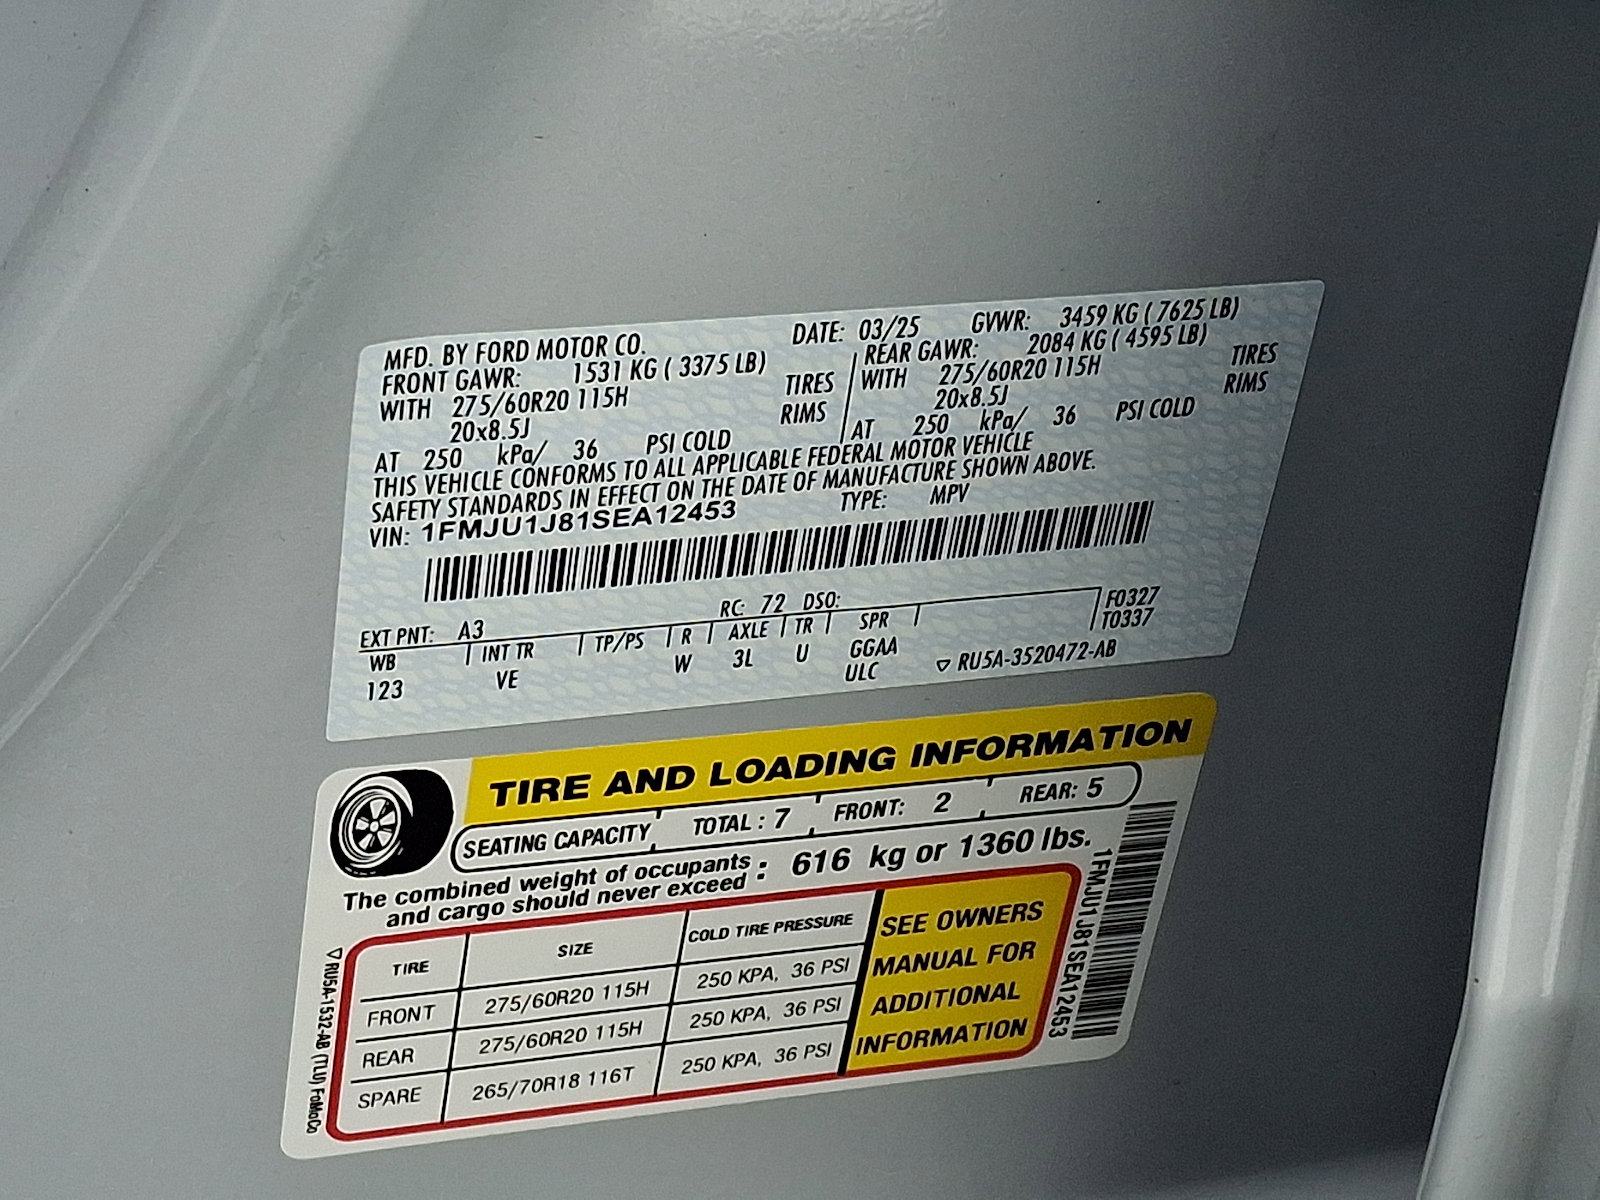 MFD. BY FORD MOTOR CO.
DATE: 03/25 GVWR: 3459 KG ( 7625 LB)
FRONT GAWR: 1531 KG ( 3375 LB)
WITH 275/60R20 115H TIRES
20x8.5J RIMS
AT 250 kPa/ 36 PSI COLD
REAR GAWR: 2084 KG ( 4595 LB)
WITH 275/60R20 115H TIRES
20x8.5J RIMS
AT 250 kPa/ 36 PSI COLD
THIS VEHICLE CONFORMS TO ALL APPLICABLE FEDERAL MOTOR VEHICLE
SAFETY STANDARDS IN EFFECT ON THE DATE OF MANUFACTURE SHOWN ABOVE.
VIN: 1FMJU1J81SEA12453 TYPE: MPV
EXT PNT: A3 RC: 72 DSO: F0327
T0337
WB INT TR TP/PS R AXLE TR SPR
123 VE W 3L U GGAA
ULC
RU5A-3520472-AB
TIRE AND LOADING INFORMATION
SEATING CAPACITY TOTAL : 7 FRONT: 2 REAR: 5
The combined weight of occupants
and cargo should never exceed : 616 kg or 1360 lbs.
TIRE SIZE COLD TIRE PRESSURE
FRONT 275/60R20 115H 250 KPA, 36 PSI
REAR 275/60R20 115H 250 KPA, 36 PSI
SPARE 265/70R18 116T 250 KPA, 36 PSI
SEE OWNERS
MANUAL FOR
ADDITIONAL
INFORMATION
1FMJU1J81SEA12453
RU5A-1532-AB (TLU) FoMoCo